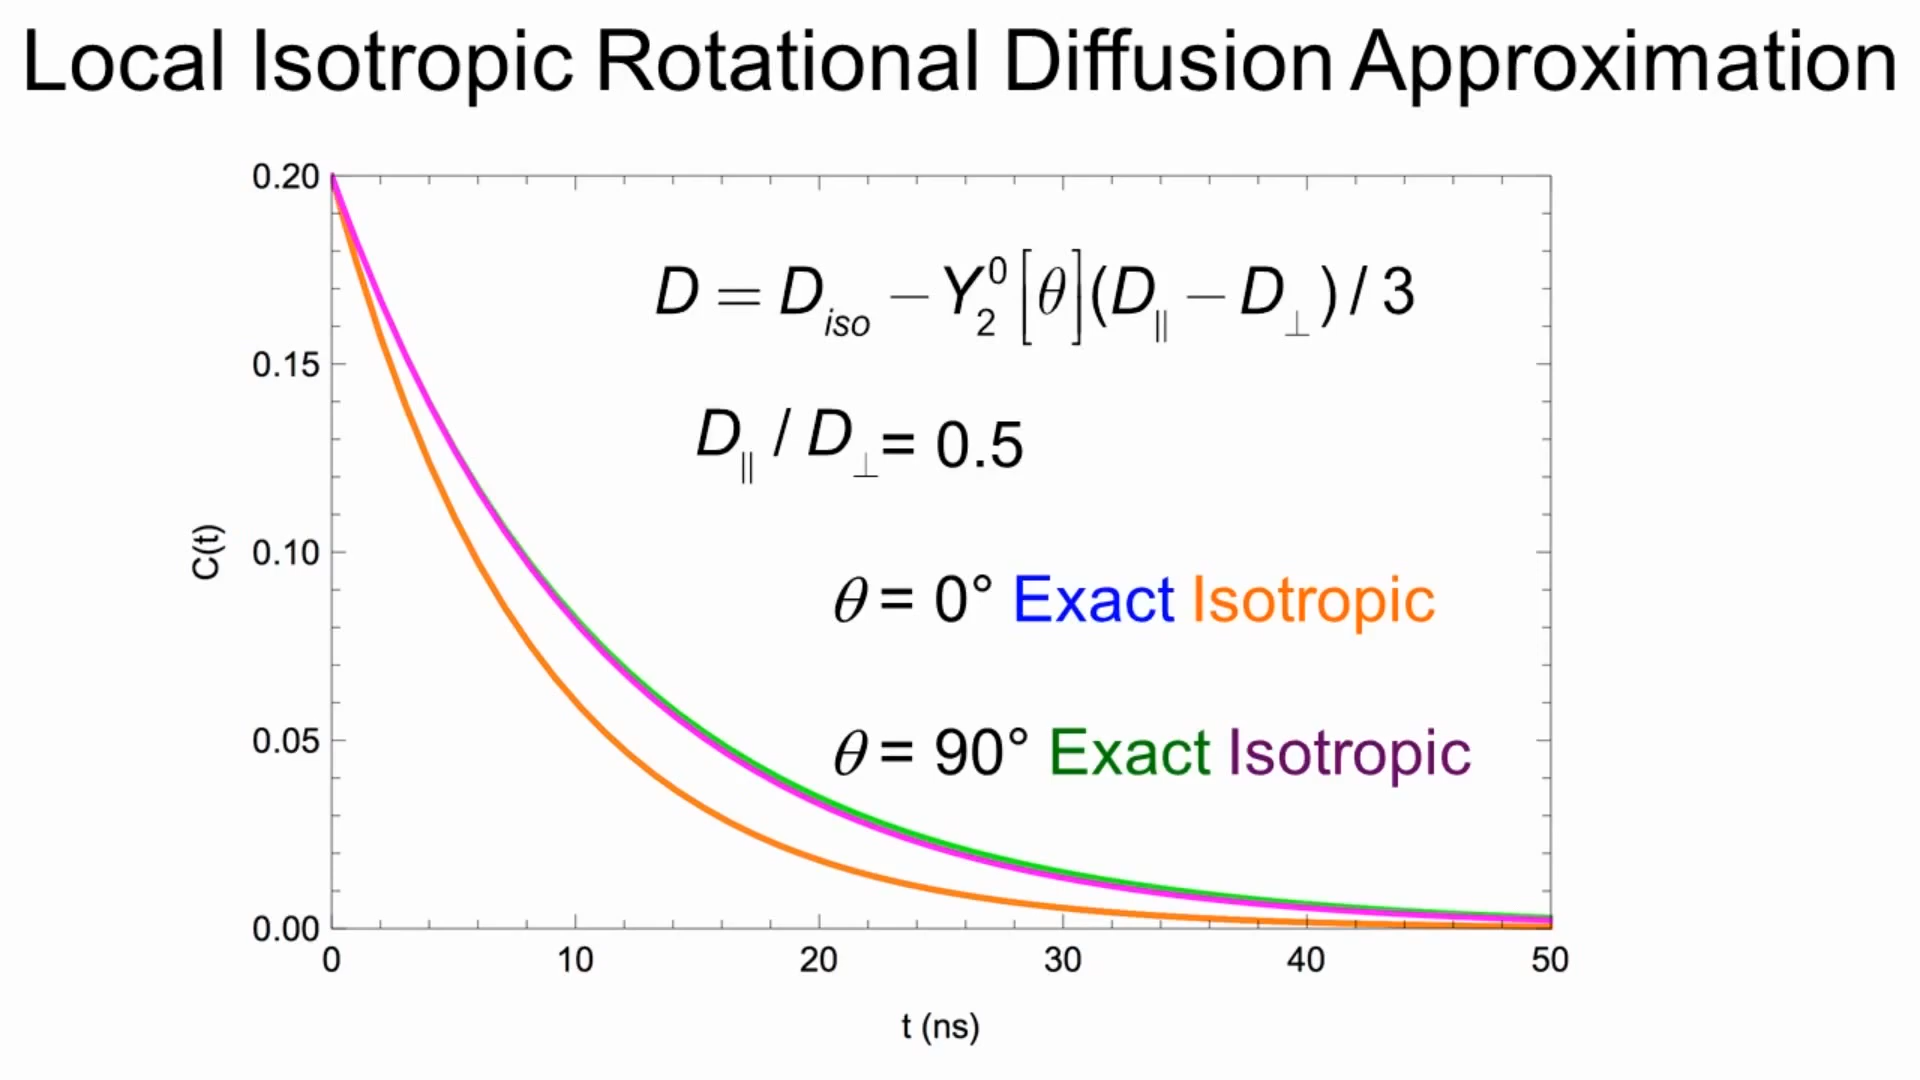 Local Isotropic Rotational Diffusion Approximation
0.20
0.15
0.10
0.05
0.00
C(t)
D = D_iso − Y_2^0 [θ] (D_∥ − D_⊥) / 3
D_∥ / D_⊥ = 0.5
θ = 0° Exact Isotropic
θ = 90° Exact Isotropic
0 10 20 30 40 50
t (ns)